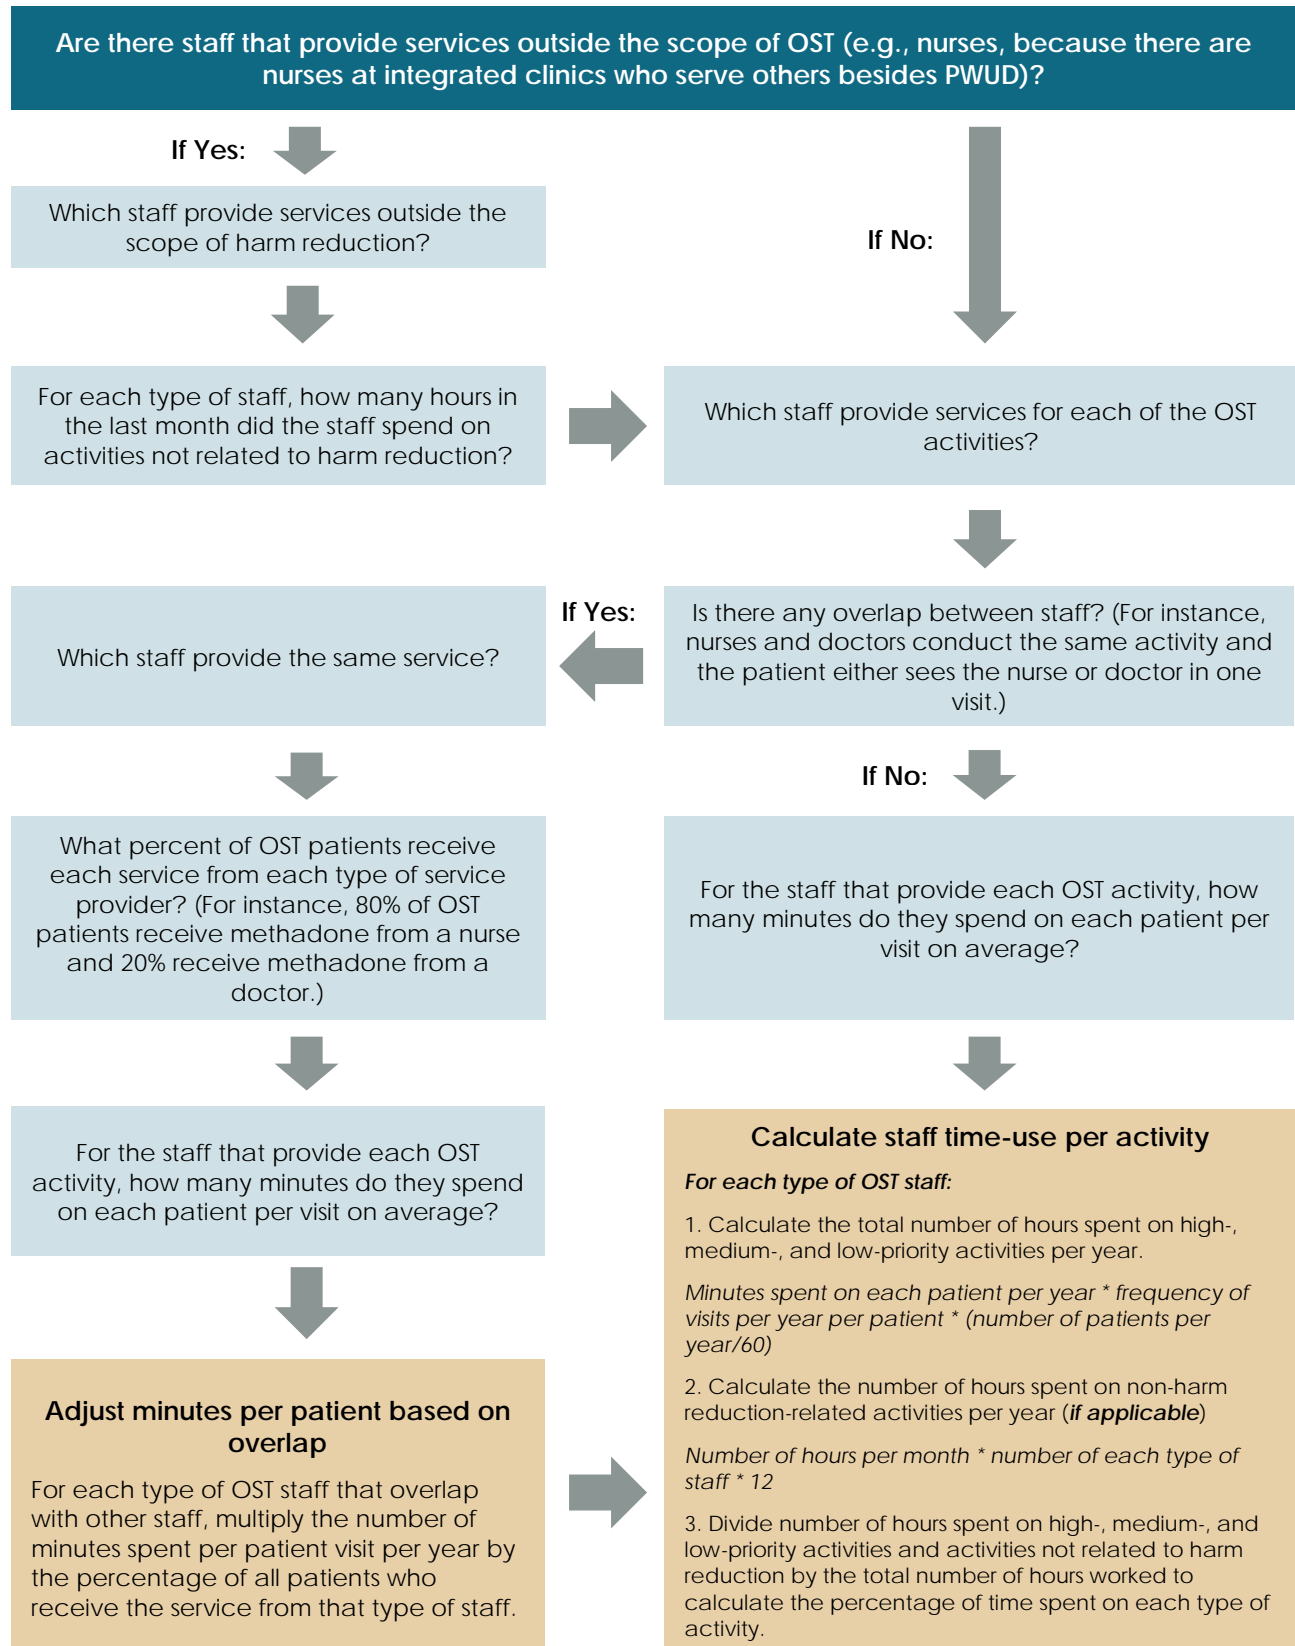 Are there staff that provide services outside the scope of OST (e.g., nurses, because there are
nurses at integrated clinics who serve others besides PWUD)?
If Yes:
Which staff provide services outside the
scope of harm reduction?
If No:
For each type of staff, how many hours in
the last month did the staff spend on
activities not related to harm reduction?
Which staff provide services for each of the OST
activities?
Is there any overlap between staff? (For instance,
nurses and doctors conduct the same activity and
the patient either sees the nurse or doctor in one
visit.)
If Yes:
Which staff provide the same service?
If No:
What percent of OST patients receive
each service from each type of service
provider? (For instance, 80% of OST
patients receive methadone from a nurse
and 20% receive methadone from a
doctor.)
For the staff that provide each OST activity, how
many minutes do they spend on each patient per
visit on average?
For the staff that provide each OST
activity, how many minutes do they spend
on each patient per visit on average?
Adjust minutes per patient based on
overlap
For each type of OST staff that overlap
with other staff, multiply the number of
minutes spent per patient visit per year by
the percentage of all patients who
receive the service from that type of staff.
Calculate staff time-use per activity
For each type of OST staff:
1. Calculate the total number of hours spent on high-,
medium-, and low-priority activities per year.
Minutes spent on each patient per year * frequency of
visits per year per patient * (number of patients per
year/60)
2. Calculate the number of hours spent on non-harm
reduction-related activities per year (if applicable)
Number of hours per month * number of each type of
staff * 12
3. Divide number of hours spent on high-, medium-, and
low-priority activities and activities not related to harm
reduction by the total number of hours worked to
calculate the percentage of time spent on each type of
activity.